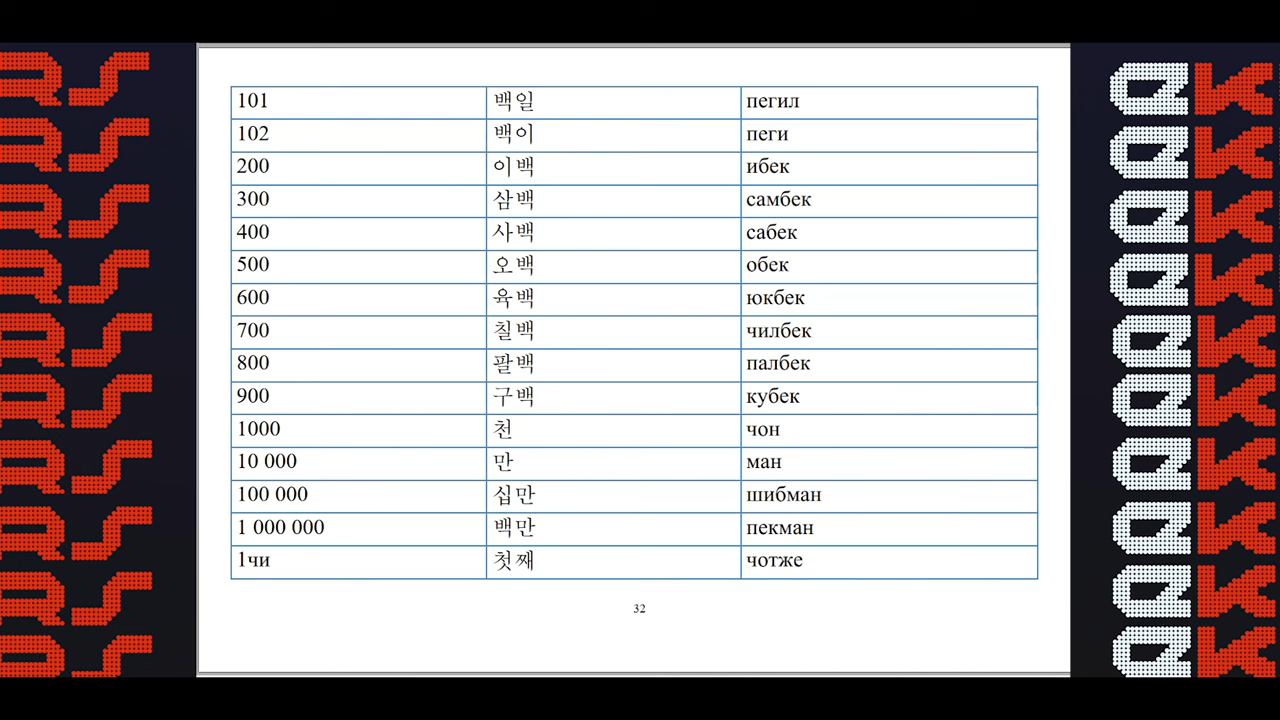 101 백일 пегил
102 백이 пеги
200 이백 ибек
300 삼백 самбек
400 사백 сабек
500 오백 обек
600 육백 юкбек
700 칠백 чилбек
800 팔백 палбек
900 구백 кубек
1000 천 чон
10 000 만 ман
100 000 십만 шибман
1 000 000 백만 пекман
1чи 첫째 чотже
32